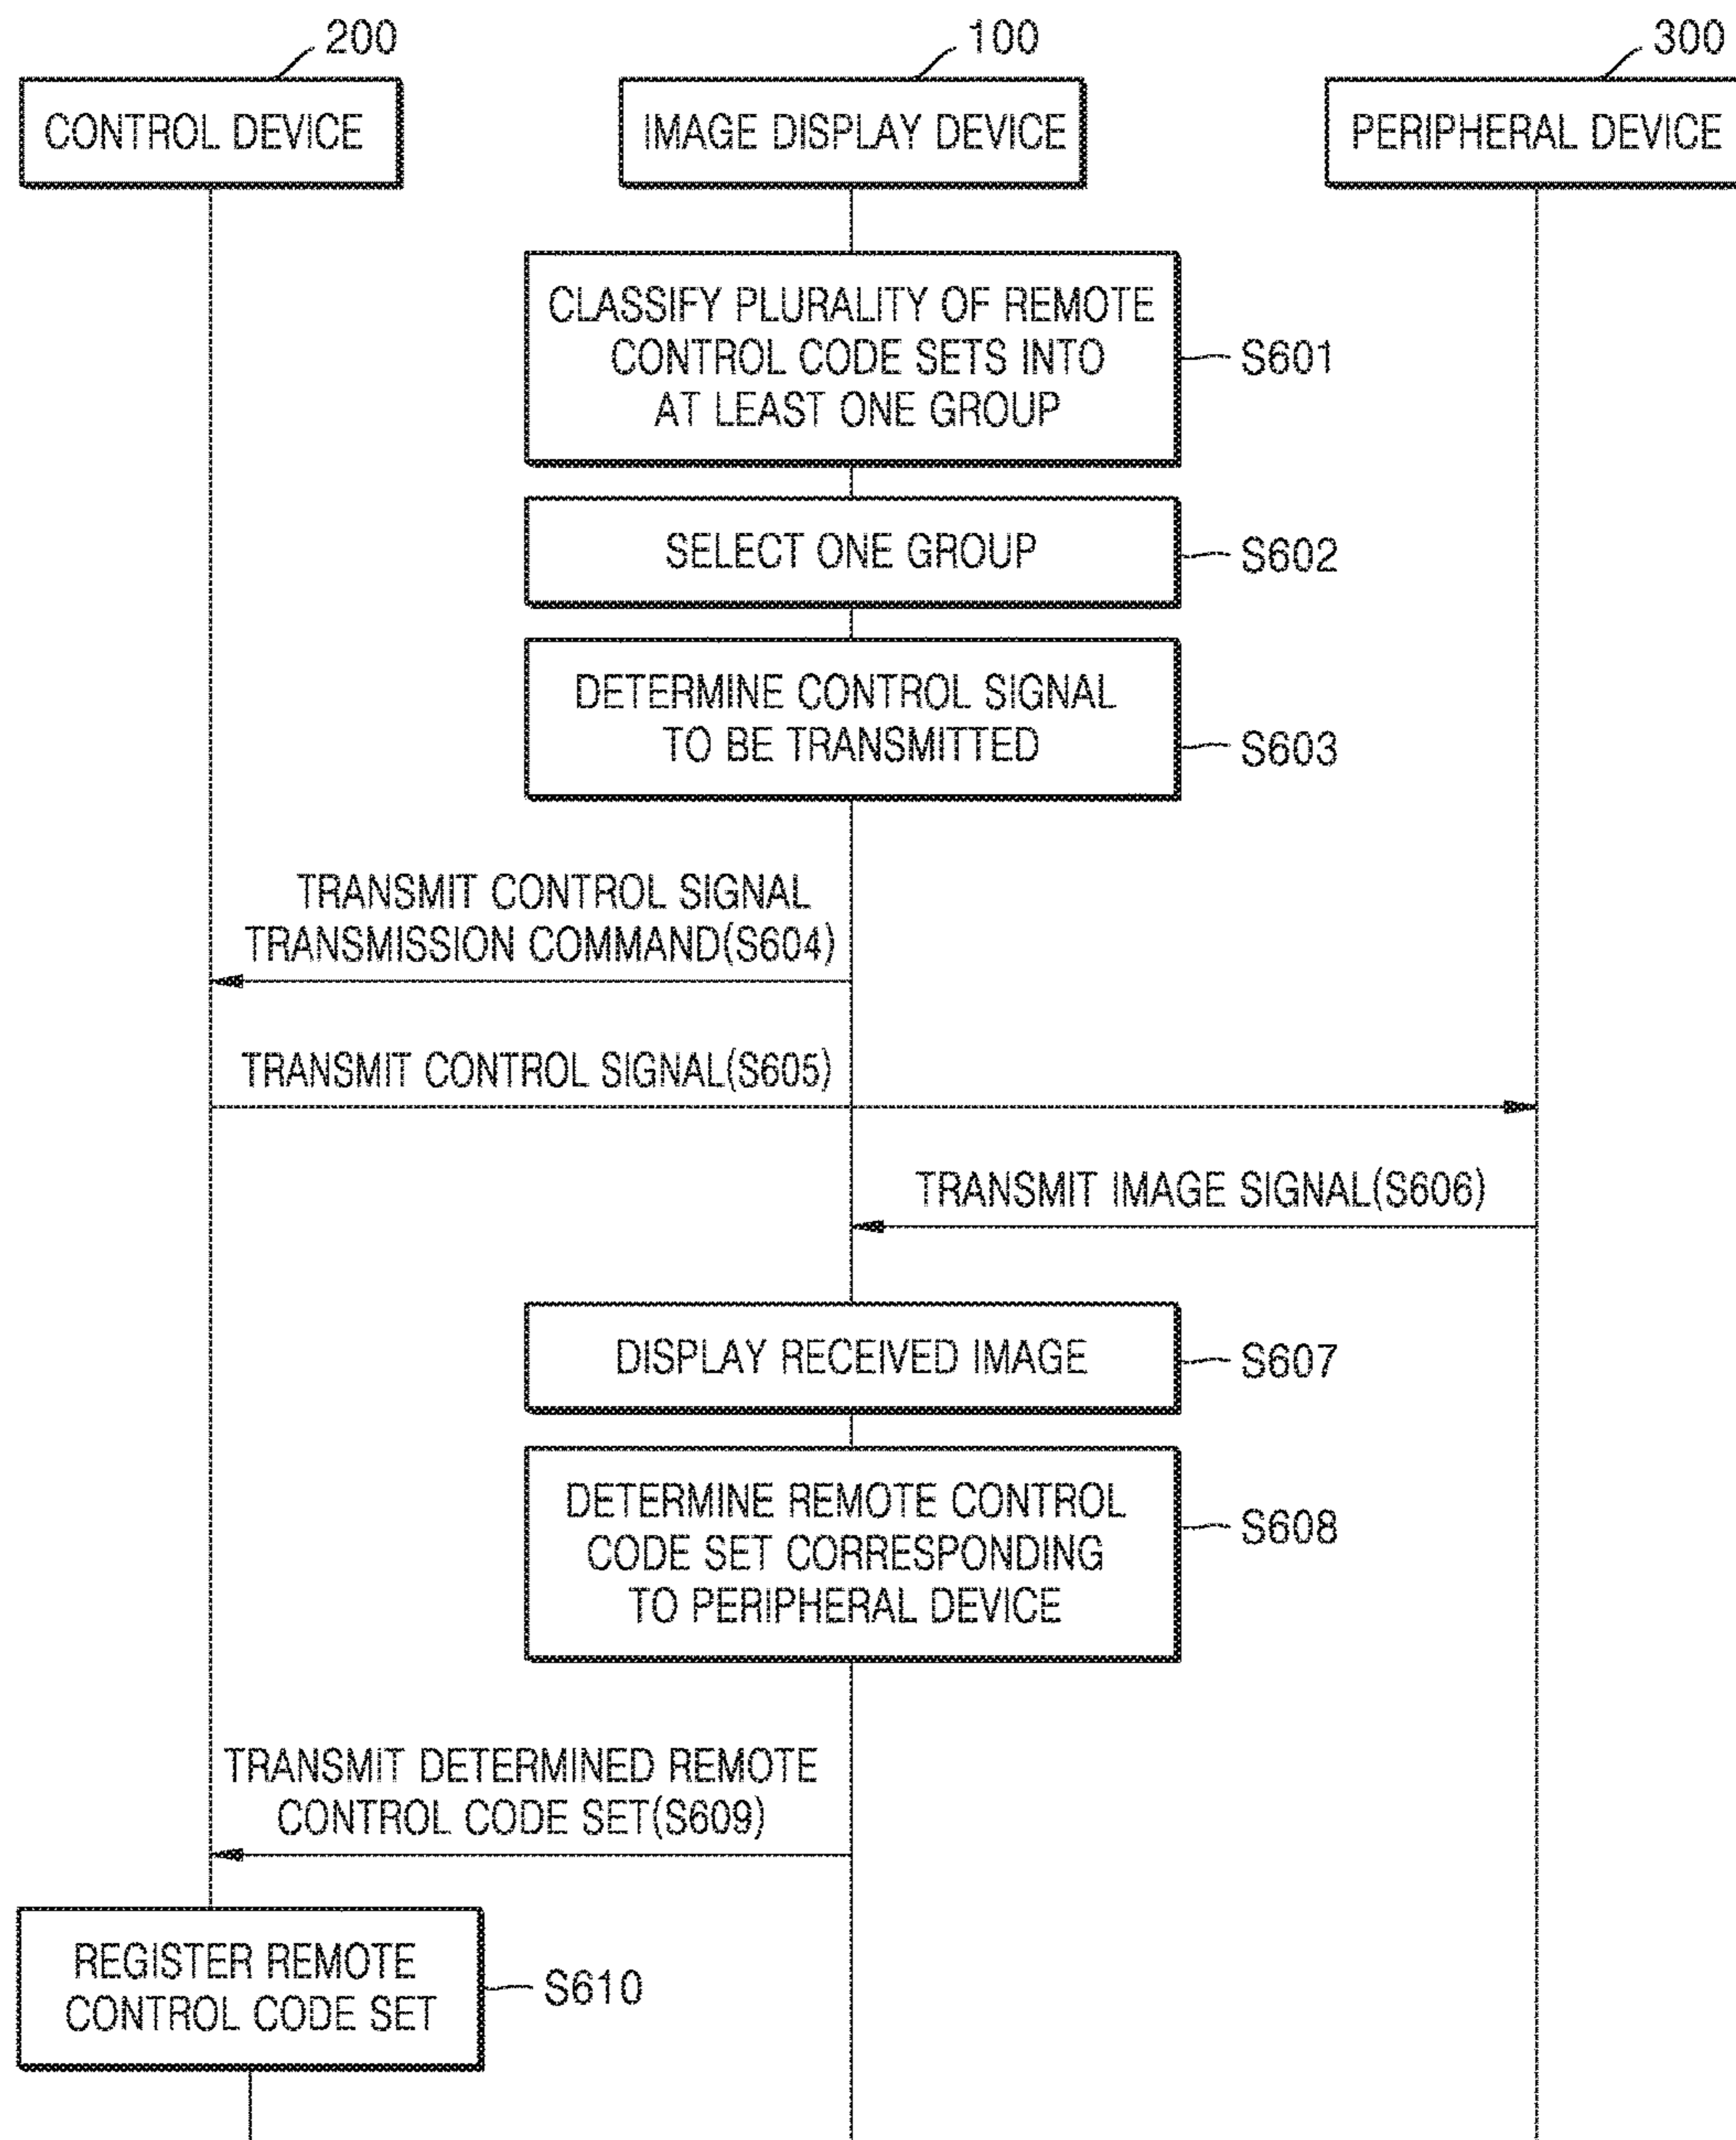 200
100
300
CONTROL DEVICE
IMAGE DISPLAY DEVICE
PERIPHERAL DEVICE
CLASSIFY PLURALITY OF REMOTE
CONTROL CODE SETS INTO
AT LEAST ONE GROUP
S601
SELECT ONE GROUP
S602
DETERMINE CONTROL SIGNAL
TO BE TRANSMITTED
S603
TRANSMIT CONTROL SIGNAL
TRANSMISSION COMMAND(S604)
TRANSMIT CONTROL SIGNAL(S605)
TRANSMIT IMAGE SIGNAL(S606)
DISPLAY RECEIVED IMAGE
S607
DETERMINE REMOTE CONTROL
CODE SET CORRESPONDING
TO PERIPHERAL DEVICE
S608
TRANSMIT DETERMINED REMOTE
CONTROL CODE SET(S609)
REGISTER REMOTE
CONTROL CODE SET
S610